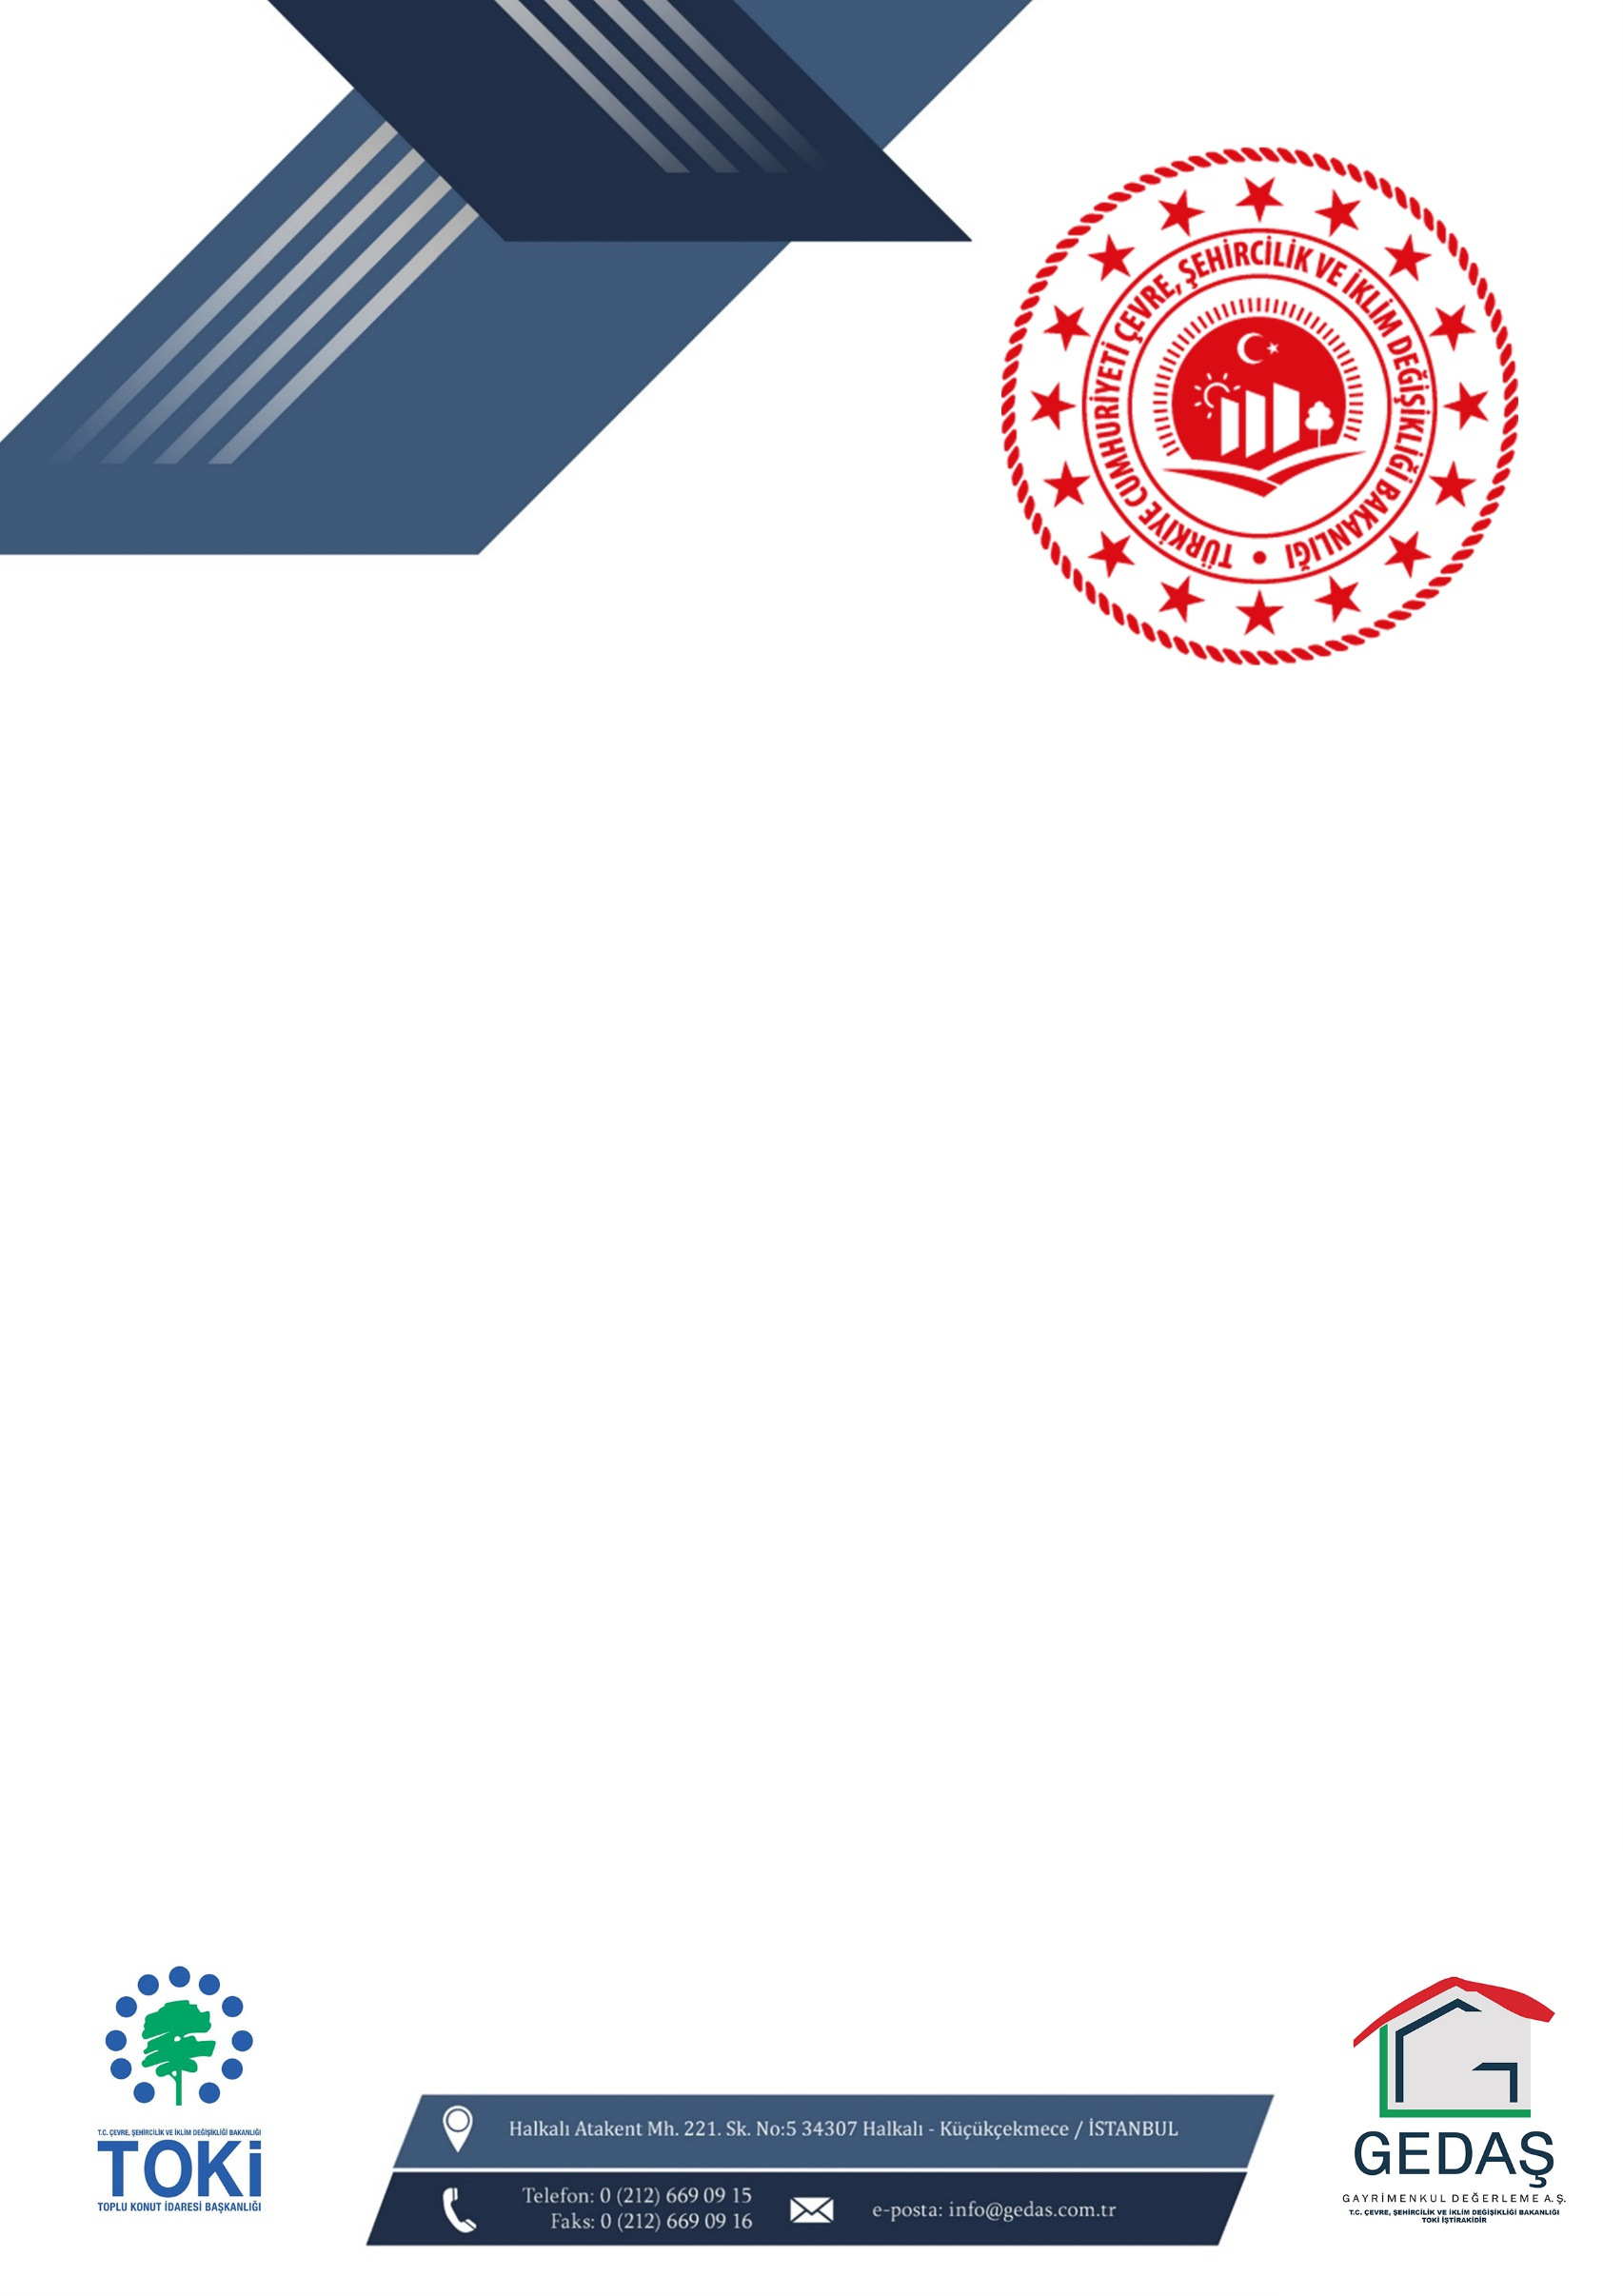 TÜRKİYE CUMHURİYETİ ÇEVRE, ŞEHİRCİLİK VE İKLİM DEĞİŞİKLİĞİ BAKANLIĞI
T.C. ÇEVRE, ŞEHİRCİLİK VE İKLİM DEĞİŞİKLİĞİ BAKANLIĞI
TOKİ
TOPLU KONUT İDARESİ BAŞKANLIĞI
Halkalı Atakent Mh. 221. Sk. No:5 34307 Halkalı - Küçükçekmece / İSTANBUL
Telefon: 0 (212) 669 09 15
Faks: 0 (212) 669 09 16
e-posta: info@gedas.com.tr
GEDAŞ
GAYRİMENKUL DEĞERLEME A.Ş.
T.C. ÇEVRE, ŞEHİRCİLİK VE İKLİM DEĞİŞİKLİĞİ BAKANLIĞI
TOKİ İŞTİRAKİDİR